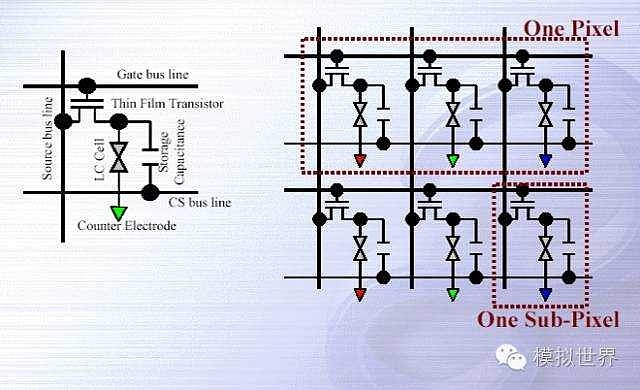 One Pixel
Gate bus line
Thin Film Transistor
Source bus line
LC Cell
Storage
Capacitance
CS bus line
Counter Electrode
One Sub-Pixel
模拟世界